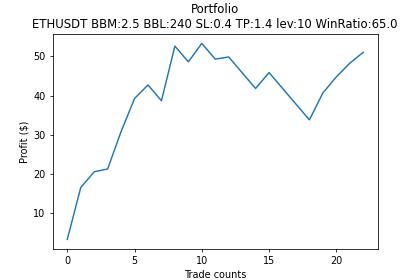 Portfolio
ETHUSDT BBM:2.5 BBL:240 SL:0.4 TP:1.4 lev:10 WinRatio:65.0
50
40
30
20
10
Profit ($)
0 5 10 15 20
Trade counts